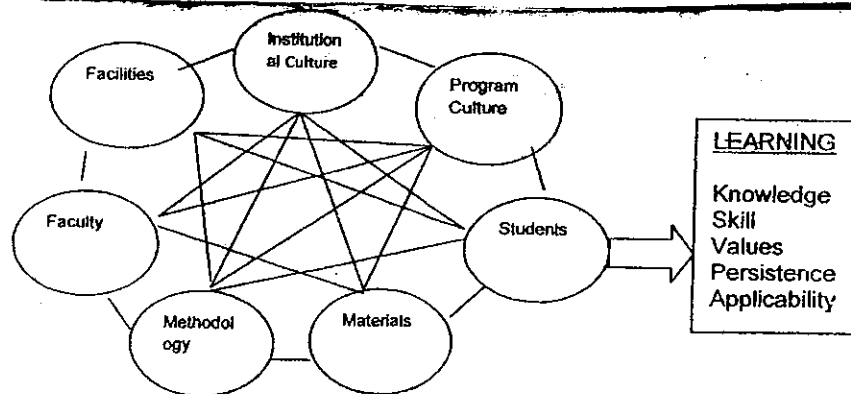 Institution
al Culture
Facilities
Program
Culture
Faculty
Students
Methodol
ogy
Materials
LEARNING
Knowledge
Skill
Values
Persistence
Applicability